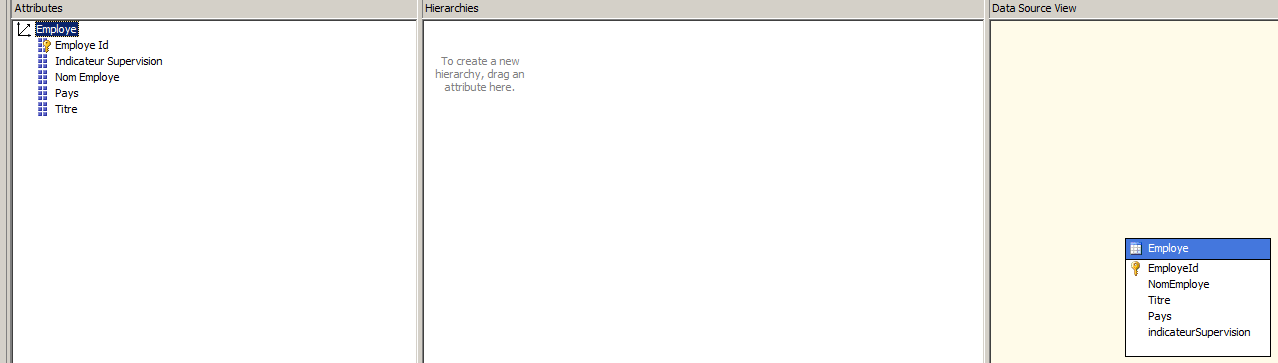 Attributes
Employe
Employe Id
Indicateur Supervision
Nom Employe
Pays
Titre
Hierarchies
To create a new
hierarchy, drag an
attribute here.
Data Source View
Employe
EmployeId
NomEmploye
Titre
Pays
indicateurSupervision